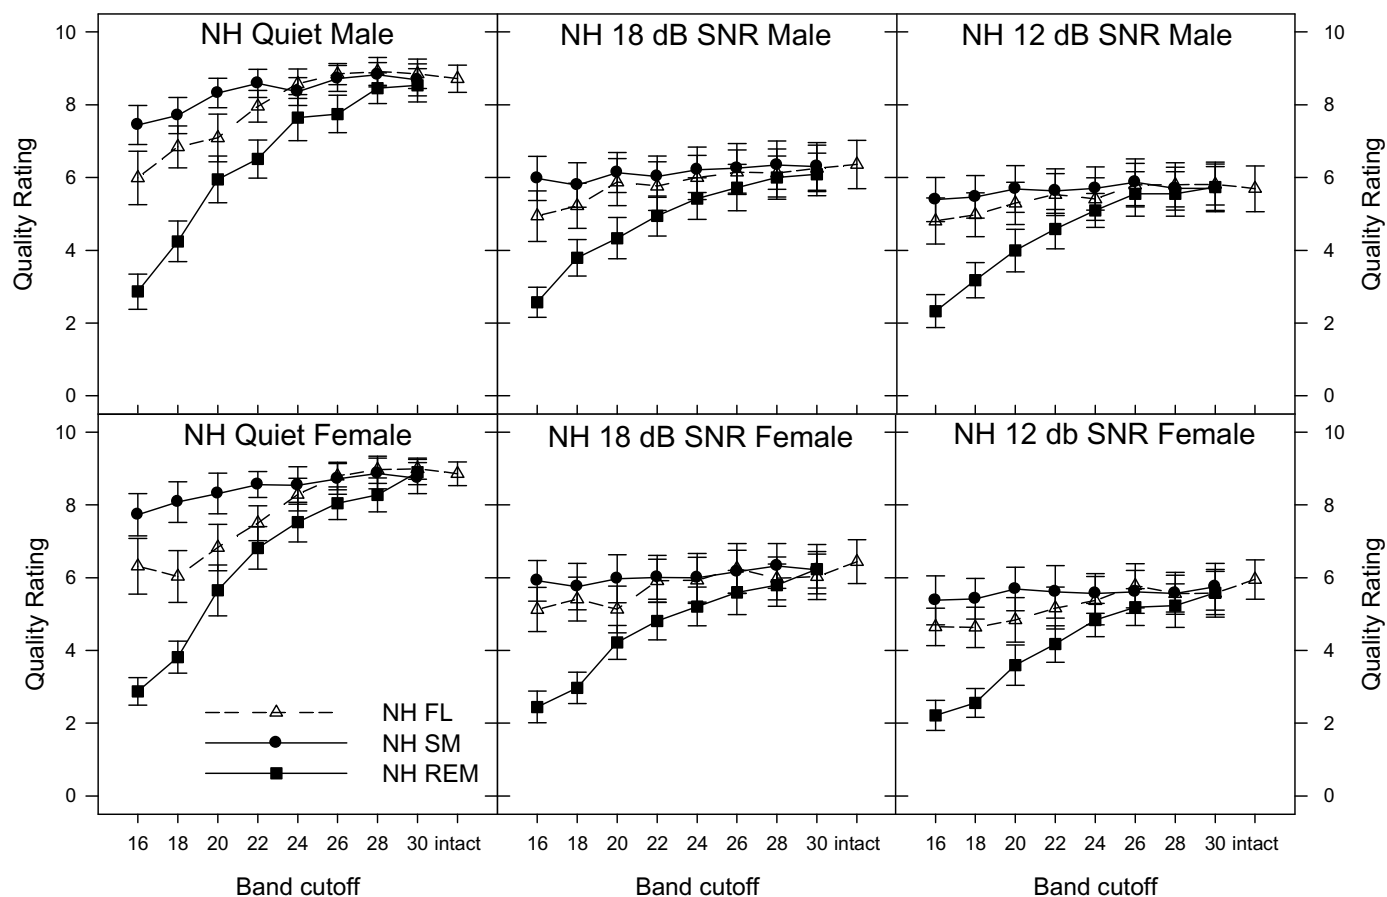 NH Quiet Male NH 18 dB SNR Male NH 12 dB SNR Male
10 10
8 8
6 6
4 4
2 2
0 0
Quality Rating Quality Rating
NH Quiet Female NH 18 dB SNR Female NH 12 db SNR Female
10 10
8 8
6 6
4 4
2 2
0 0
Quality Rating Quality Rating
NH FL
NH SM
NH REM
16 18 20 22 24 26 28 30 intact 16 18 20 22 24 26 28 30 intact 16 18 20 22 24 26 28 30 intact
Band cutoff Band cutoff Band cutoff